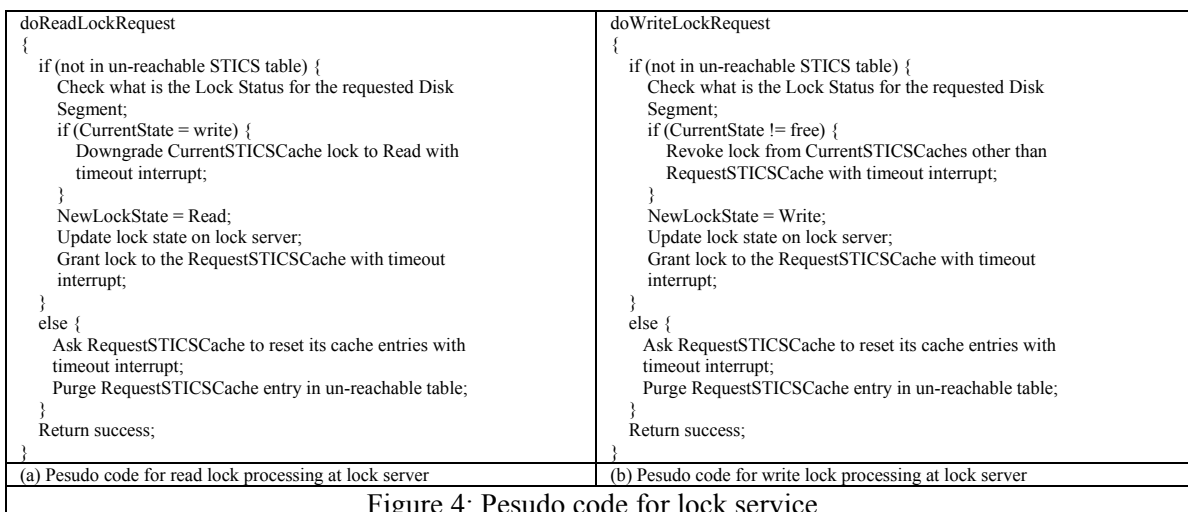 doReadLockRequest
{
if (not in un-reachable STICS table) {
Check what is the Lock Status for the requested Disk
Segment;
if (CurrentState = write) {
Downgrade CurrentSTICSCache lock to Read with
timeout interrupt;
}
NewLockState = Read;
Update lock state on lock server;
Grant lock to the RequestSTICSCache with timeout
interrupt;
}
else {
Ask RequestSTICSCache to reset its cache entries with
timeout interrupt;
Purge RequestSTICSCache entry in un-reachable table;
}
Return success;
}
(a) Pesudo code for read lock processing at lock server
doWriteLockRequest
{
if (not in un-reachable STICS table) {
Check what is the Lock Status for the requested Disk
Segment;
if (CurrentState != free) {
Revoke lock from CurrentSTICSCaches other than
RequestSTICSCache with timeout interrupt;
}
NewLockState = Write;
Update lock state on lock server;
Grant lock to the RequestSTICSCache with timeout
interrupt;
}
else {
Ask RequestSTICSCache to reset its cache entries with
timeout interrupt;
Purge RequestSTICSCache entry in un-reachable table;
}
Return success;
}
(b) Pesudo code for write lock processing at lock server
Figure 4: Pesudo code for lock service